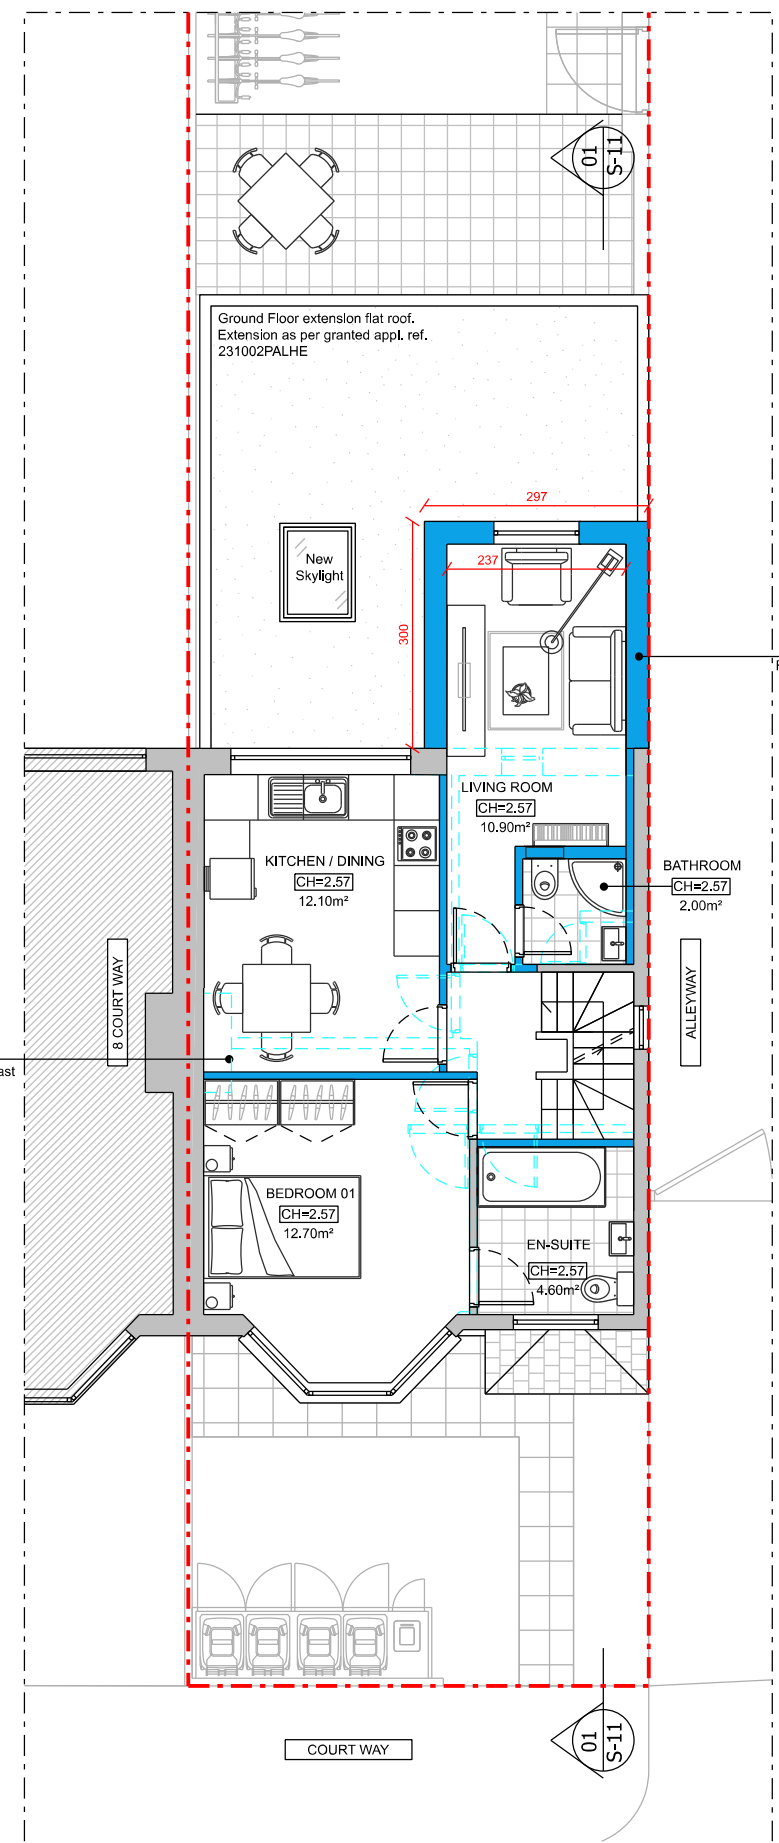 01
S-11
Ground Floor extension flat roof.
Extension as per granted appl. ref.
231002PALHE
297
New
Skylight
237
300
LIVING ROOM
CH=2.57
10.90m²
KITCHEN / DINING
CH=2.57
12.10m²
BATHROOM
CH=2.57
2.00m²
8 COURT WAY
ALLEYWAY
ast
BEDROOM 01
CH=2.57
12.70m²
EN-SUITE
CH=2.57
4.60m²
COURT WAY
01
S-11